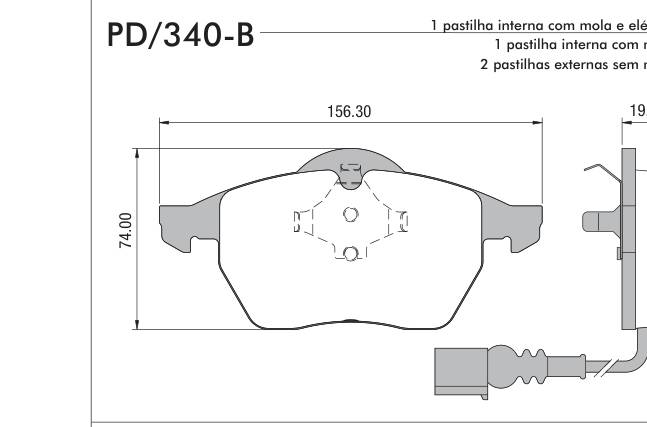 PD/340-B
1 pastilha interna com mola e
1 pastilha interna com
2 pastilhas externas sem
156.30
19.
74.00